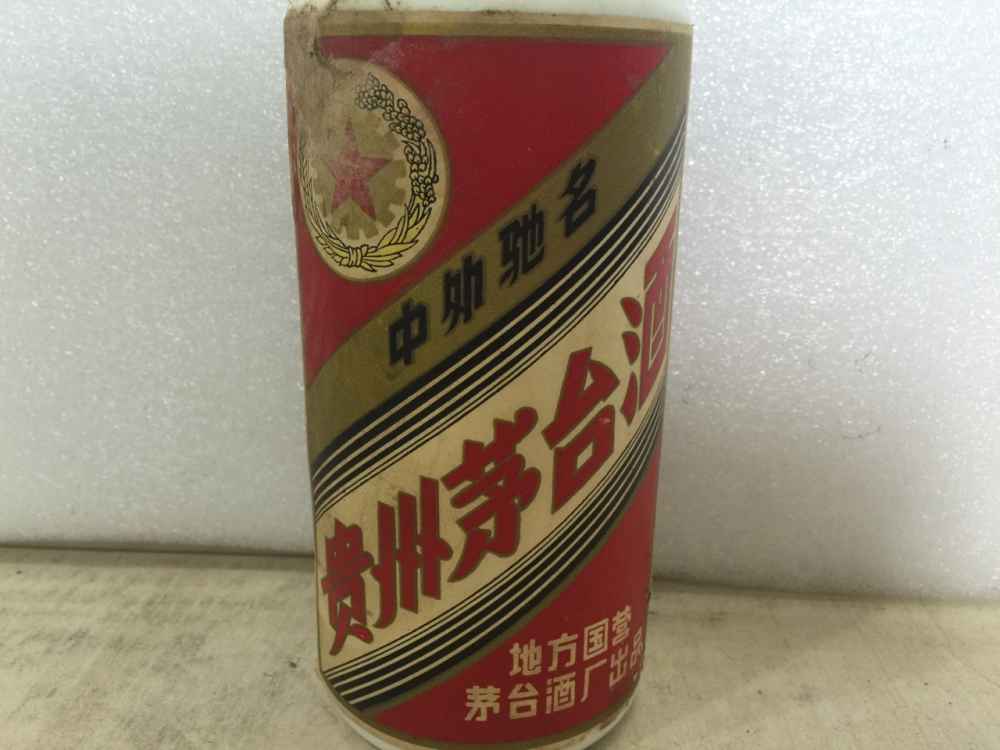 中外驰名
贵州茅台酒
地方国营
茅台酒厂出品